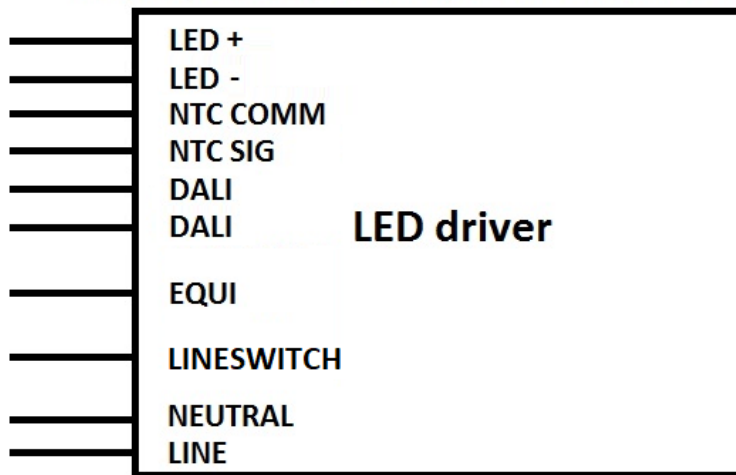 LED +
LED -
NTC COMM
NTC SIG
DALI
DALI
LED driver
EQUI
LINESWITCH
NEUTRAL
LINE